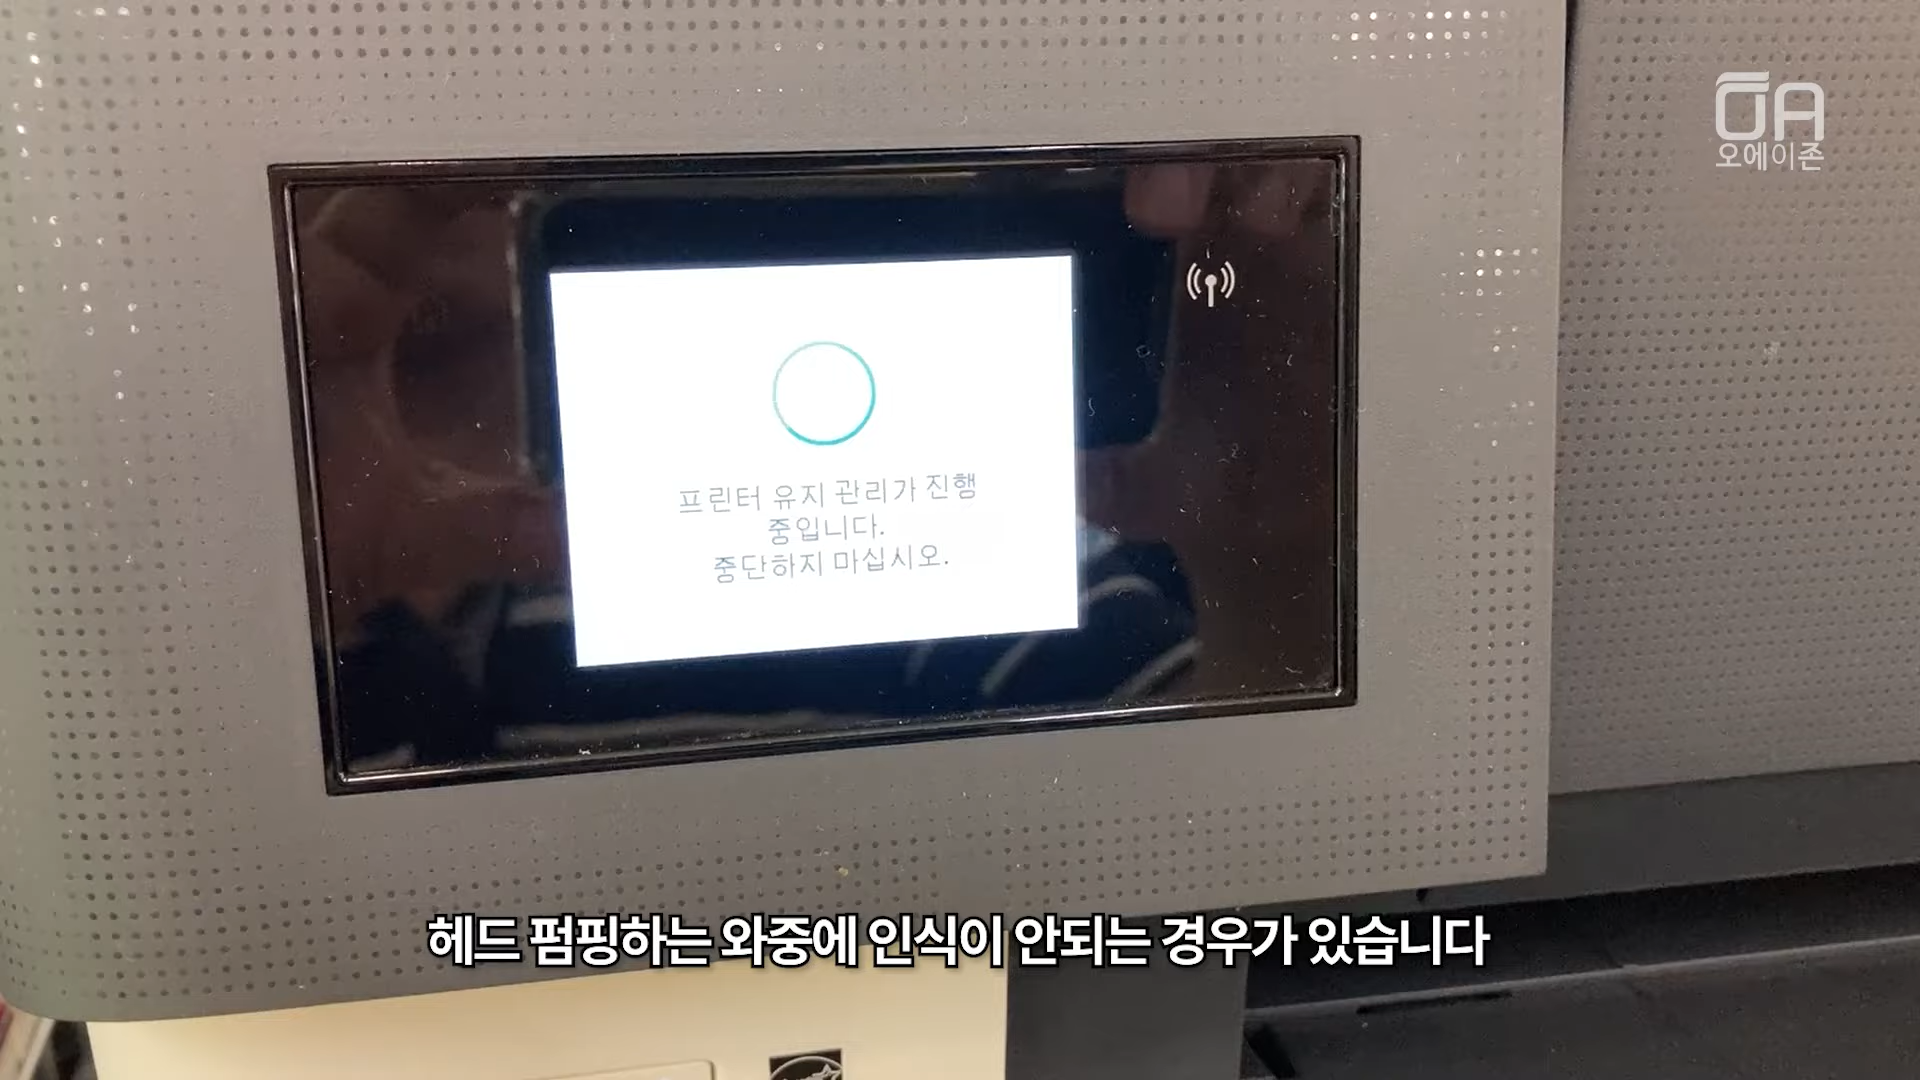 OA
오에이존
프린터 유지 관리가 진행
중입니다.
중단하지 마십시오.
헤드 펌핑하는 와중에 인식이 안되는 경우가 있습니다